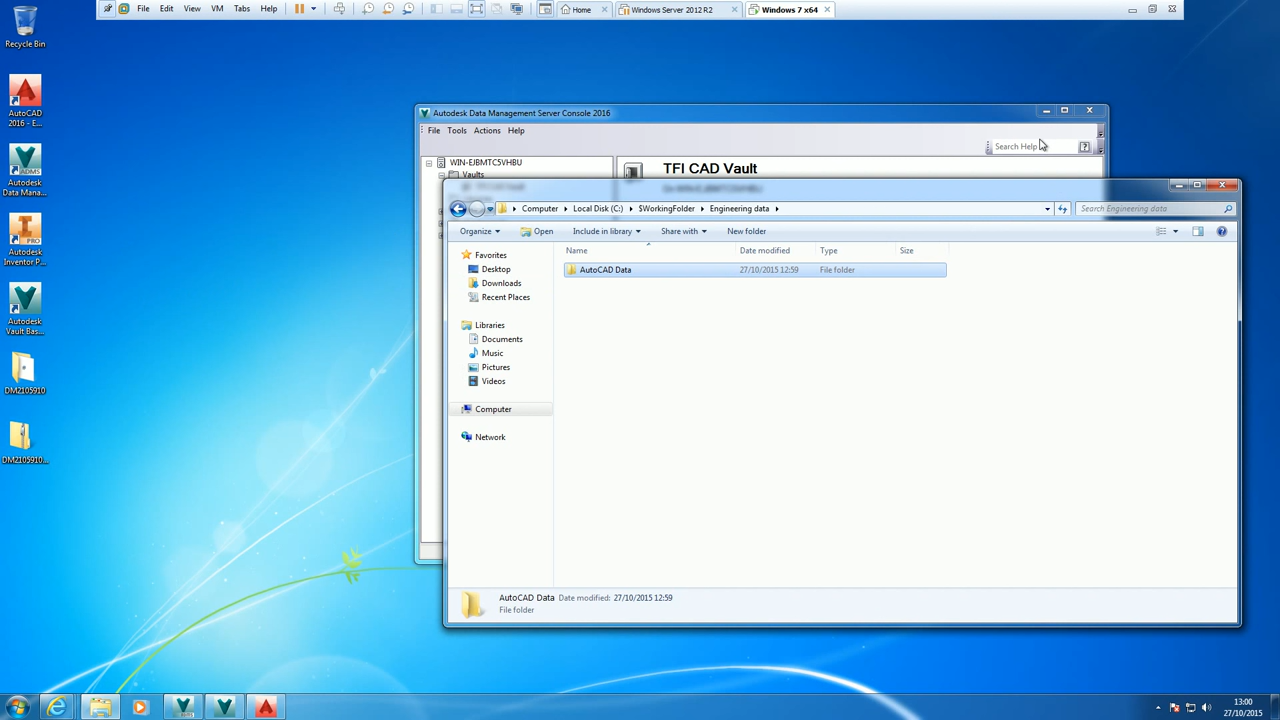 File Edit View VM Tabs Help
Home
Windows Server 2012 R2
Windows 7 x64
Recycle Bin
AutoCAD
2016 - E...
Autodesk
Data Mana...
Autodesk
Inventor P...
Autodesk
Vault Bas...
DM2105910
DM2105910...
Autodesk Data Management Server Console 2016
File Tools Actions Help
Search Help
WIN-EJBMTC5VHBU
Vaults
TFI CAD Vault
Computer Local Disk (C:) $WorkingFolder Engineering data
Search Engineering data
Organize Open Include in library Share with New folder
Name Date modified Type Size
AutoCAD Data 27/10/2015 12:59 File folder
Favorites
Desktop
Downloads
Recent Places
Libraries
Documents
Music
Pictures
Videos
Computer
Network
AutoCAD Data Date modified: 27/10/2015 12:59
File folder
13:00
27/10/2015